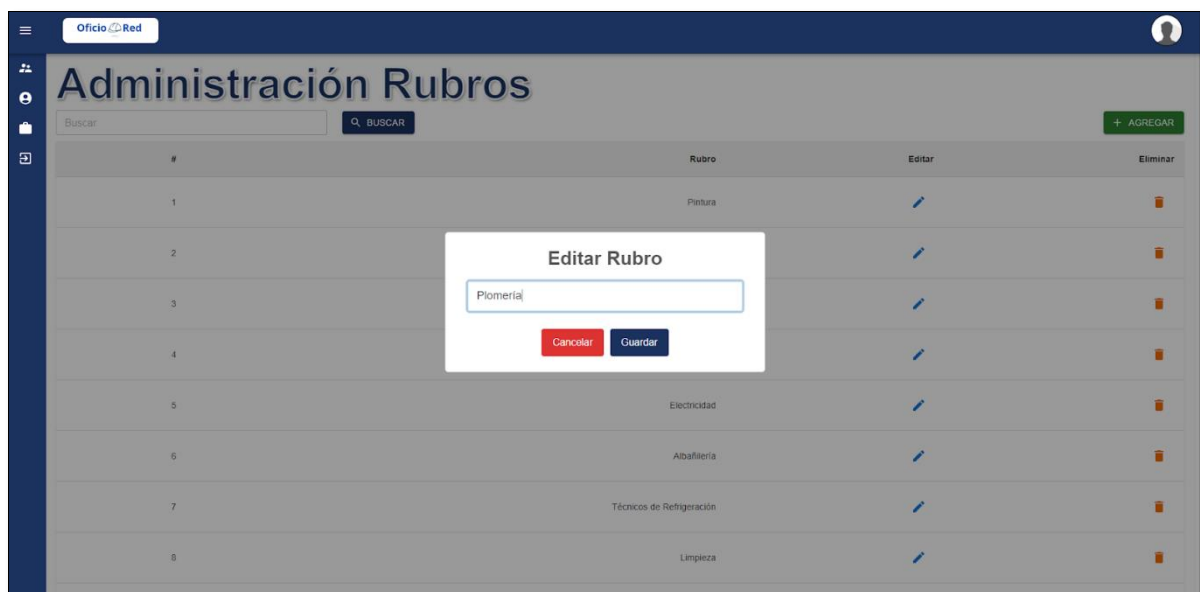 Oficio Red
Administración Rubros
Buscar
BUSCAR
+ AGREGAR
# Rubro Editar Eliminar
1 Pintura
2
3
4
5 Electricidad
6 Albañilería
7 Técnicos de Refrigeración
8 Limpieza
Editar Rubro
Plomería
Cancelar Guardar